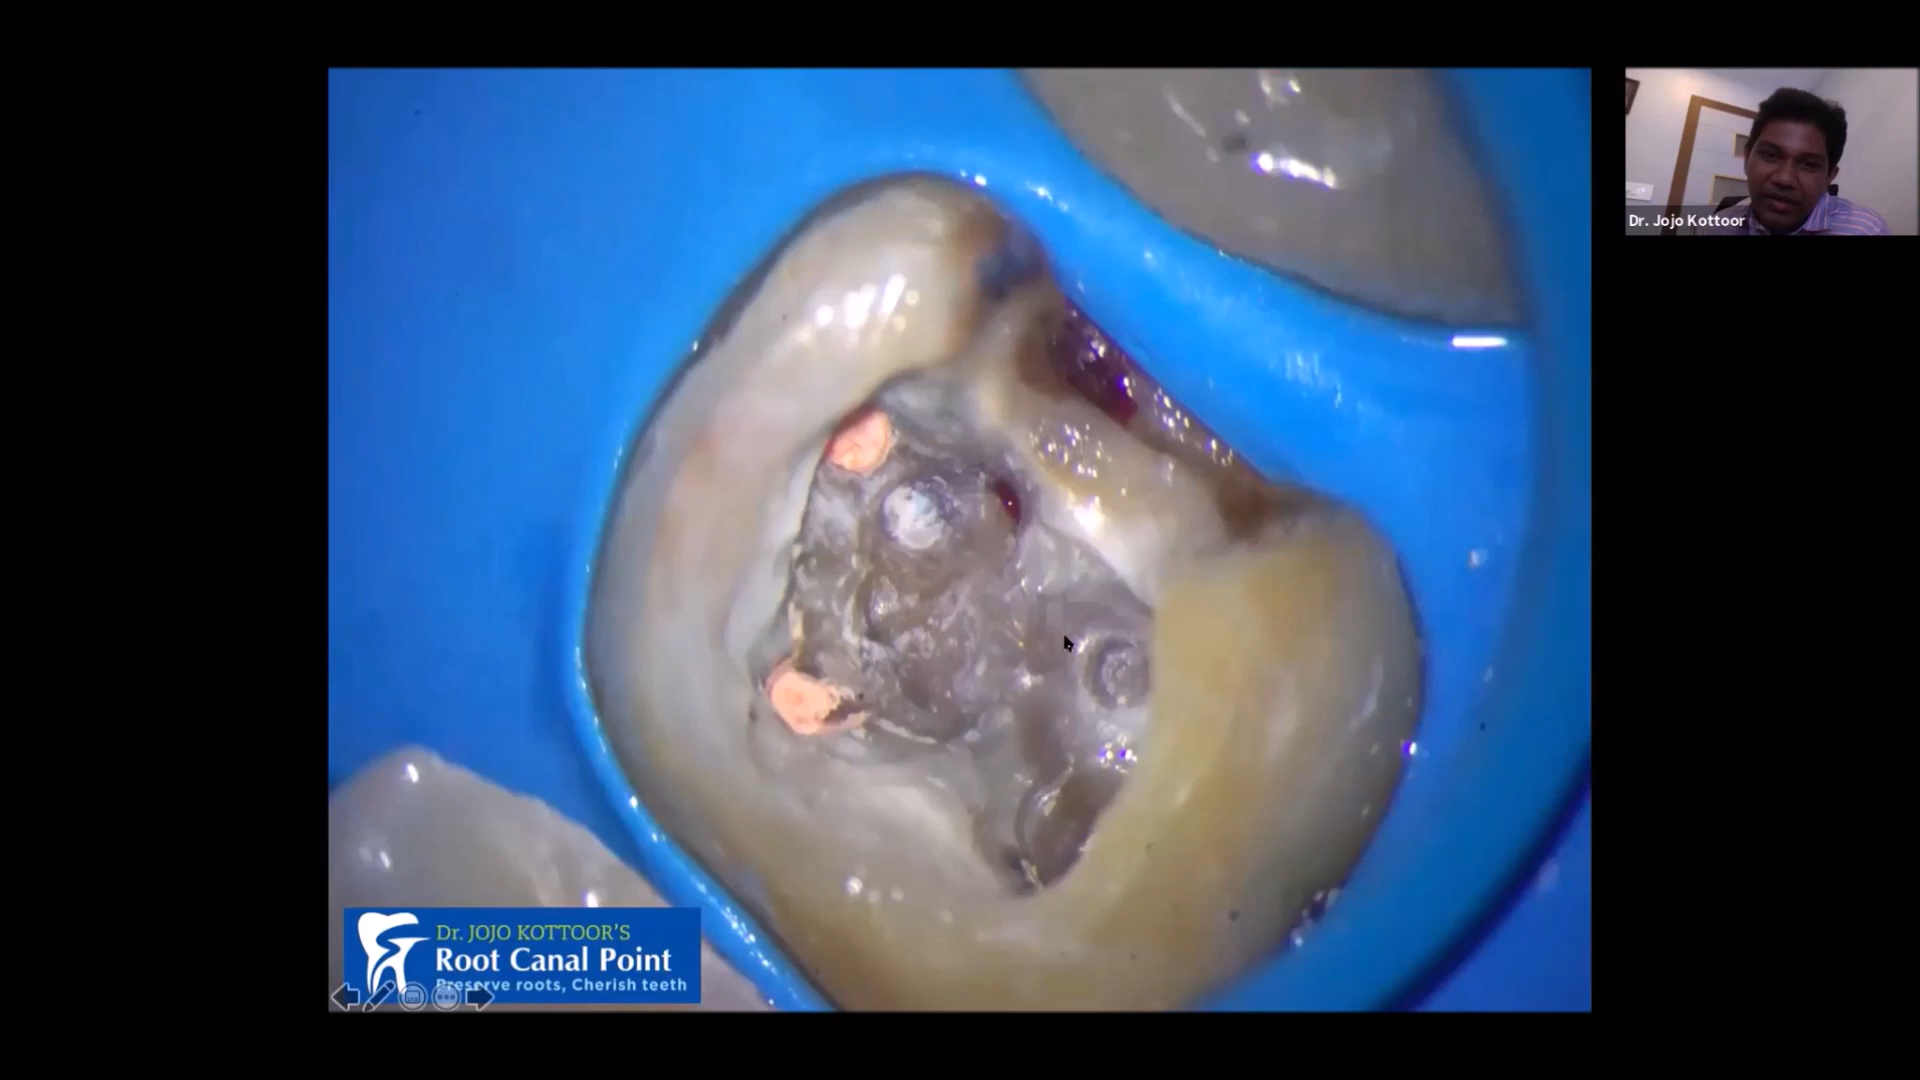 Dr. Jojo Kottoor
Dr. JOJO KOTTOOR'S
Root Canal Point
Preserve roots, Cherish teeth